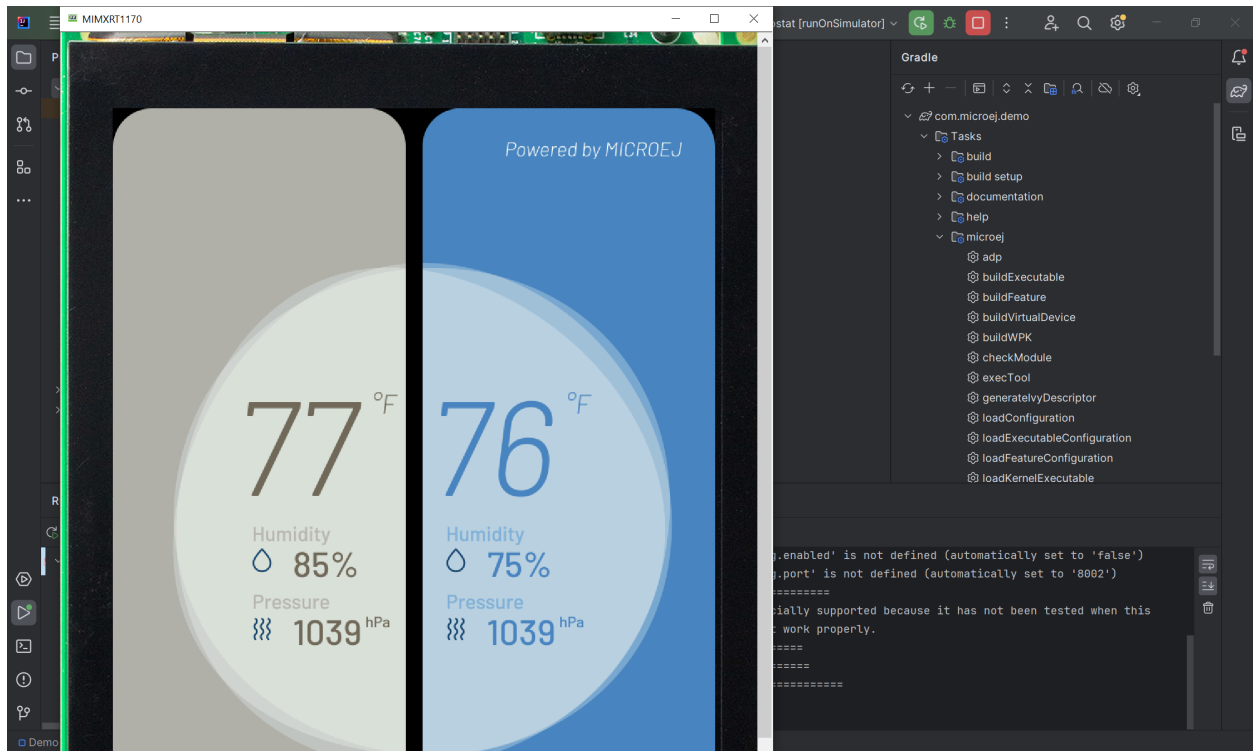 MIMXRT1170
stat [runOnSimulator]
P
Gradle
com.microej.demo
Tasks
build
build setup
documentation
help
microej
adp
buildExecutable
buildFeature
buildVirtualDevice
buildWPK
checkModule
execTool
generateIvyDescriptor
loadConfiguration
loadExecutableConfiguration
loadFeatureConfiguration
loadKernelExecutable
Powered by MICROEJ
77 °F
76 °F
Humidity
85%
Pressure
1039 hPa
Humidity
75%
Pressure
1039 hPa
R
g.enabled' is not defined (automatically set to 'false')
g.port' is not defined (automatically set to '8002')
=========
cially supported because it has not been tested when this
t work properly.
=====
======
============
Demo